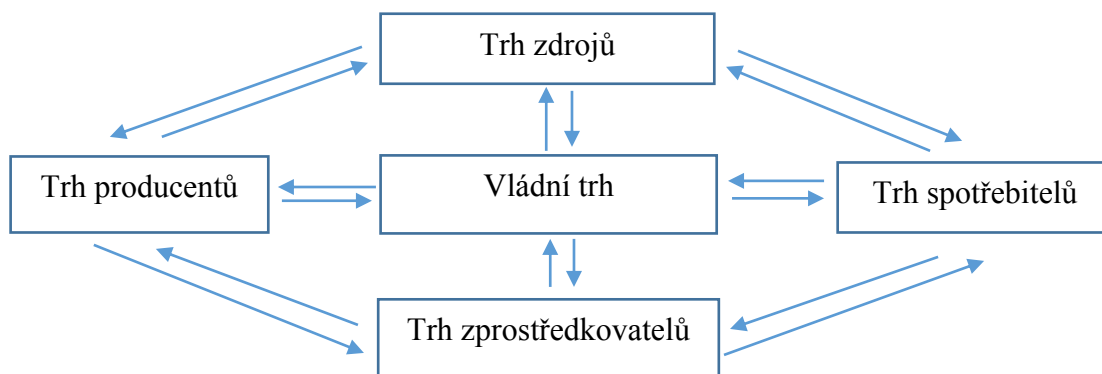 Trh zdrojů
Trh producentů
Vládní trh
Trh spotřebitelů
Trh zprostředkovatelů